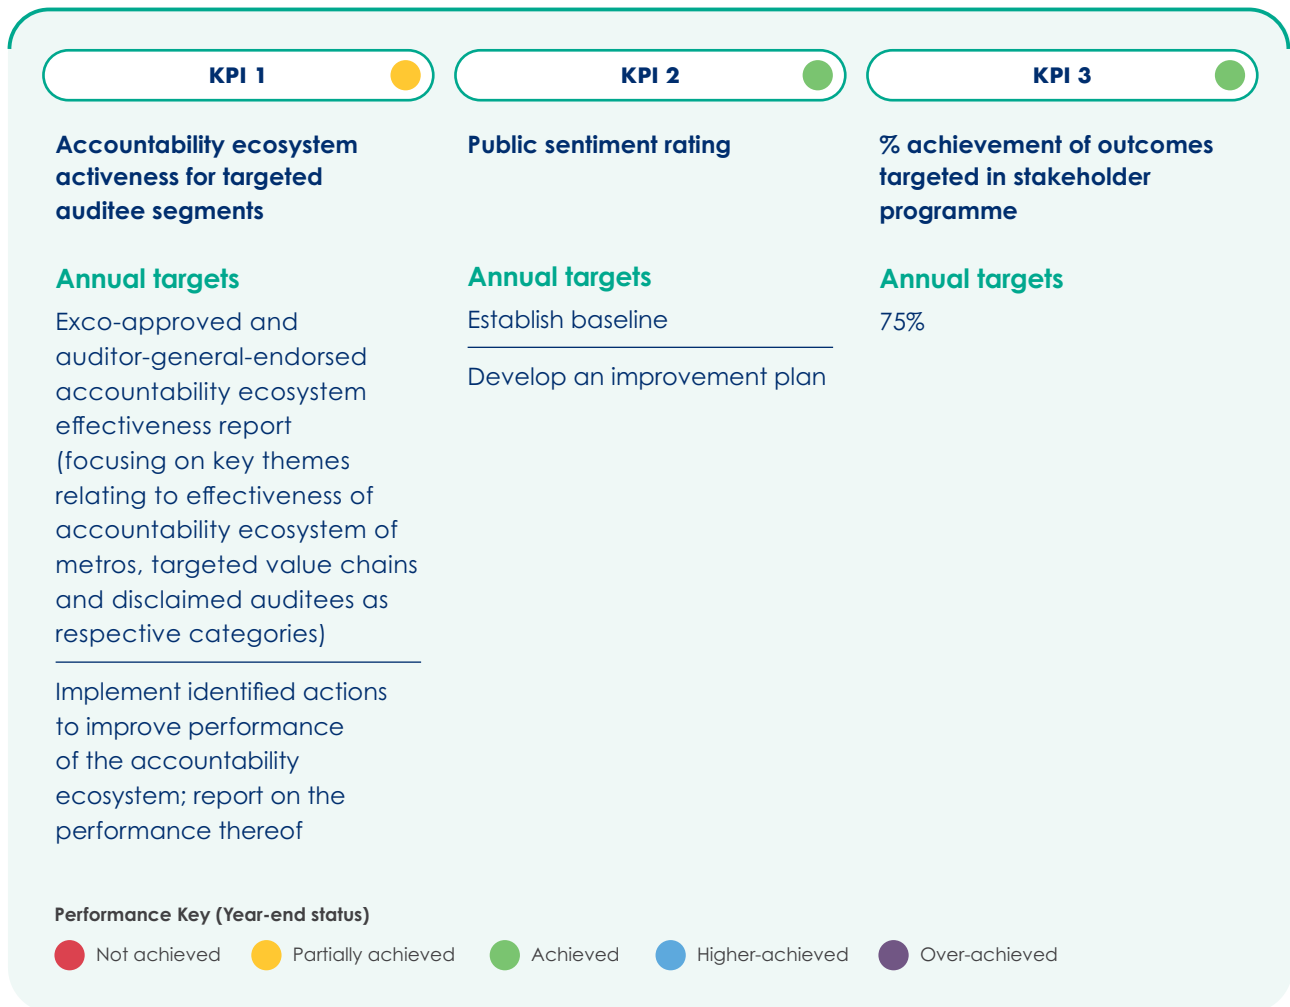 KPI 1
Accountability ecosystem
activeness for targeted
auditee segments
Annual targets
Exco-approved and
auditor-general-endorsed
accountability ecosystem
effectiveness report
(focusing on key themes
relating to effectiveness of
accountability ecosystem of
metros, targeted value chains
and disclaimed auditees as
respective categories)
Implement identified actions
to improve performance
of the accountability
ecosystem; report on the
performance thereof
KPI 2
Public sentiment rating
Annual targets
Establish baseline
Develop an improvement plan
KPI 3
% achievement of outcomes
targeted in stakeholder
programme
Annual targets
75%
Performance Key (Year-end status)
Not achieved Partially achieved Achieved Higher-achieved Over-achieved